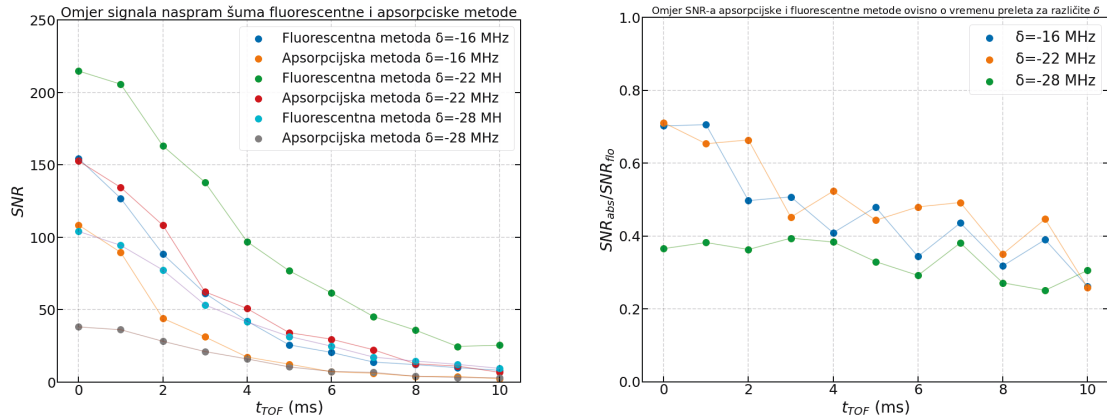 Omjer signala naspram šuma fluorescentne i apsorpciske metode
250
200
150
100
50
0
SNR
0 2 4 6 8 10
t_TOF (ms)
Fluorescentna metoda δ=-16 MHz
Apsorpcijska metoda δ=-16 MHz
Fluorescentna metoda δ=-22 MH
Apsorpcijska metoda δ=-22 MHz
Fluorescentna metoda δ=-28 MH
Apsorpcijska metoda δ=-28 MHz
Omjer SNR-a apsorpcijske i fluorescentne metode ovisno o vremenu preleta za različite δ
1.0
0.8
0.6
0.4
0.2
0.0
SNR_abs/SNR_flo
0 2 4 6 8 10
t_TOF (ms)
δ=-16 MHz
δ=-22 MHz
δ=-28 MHz